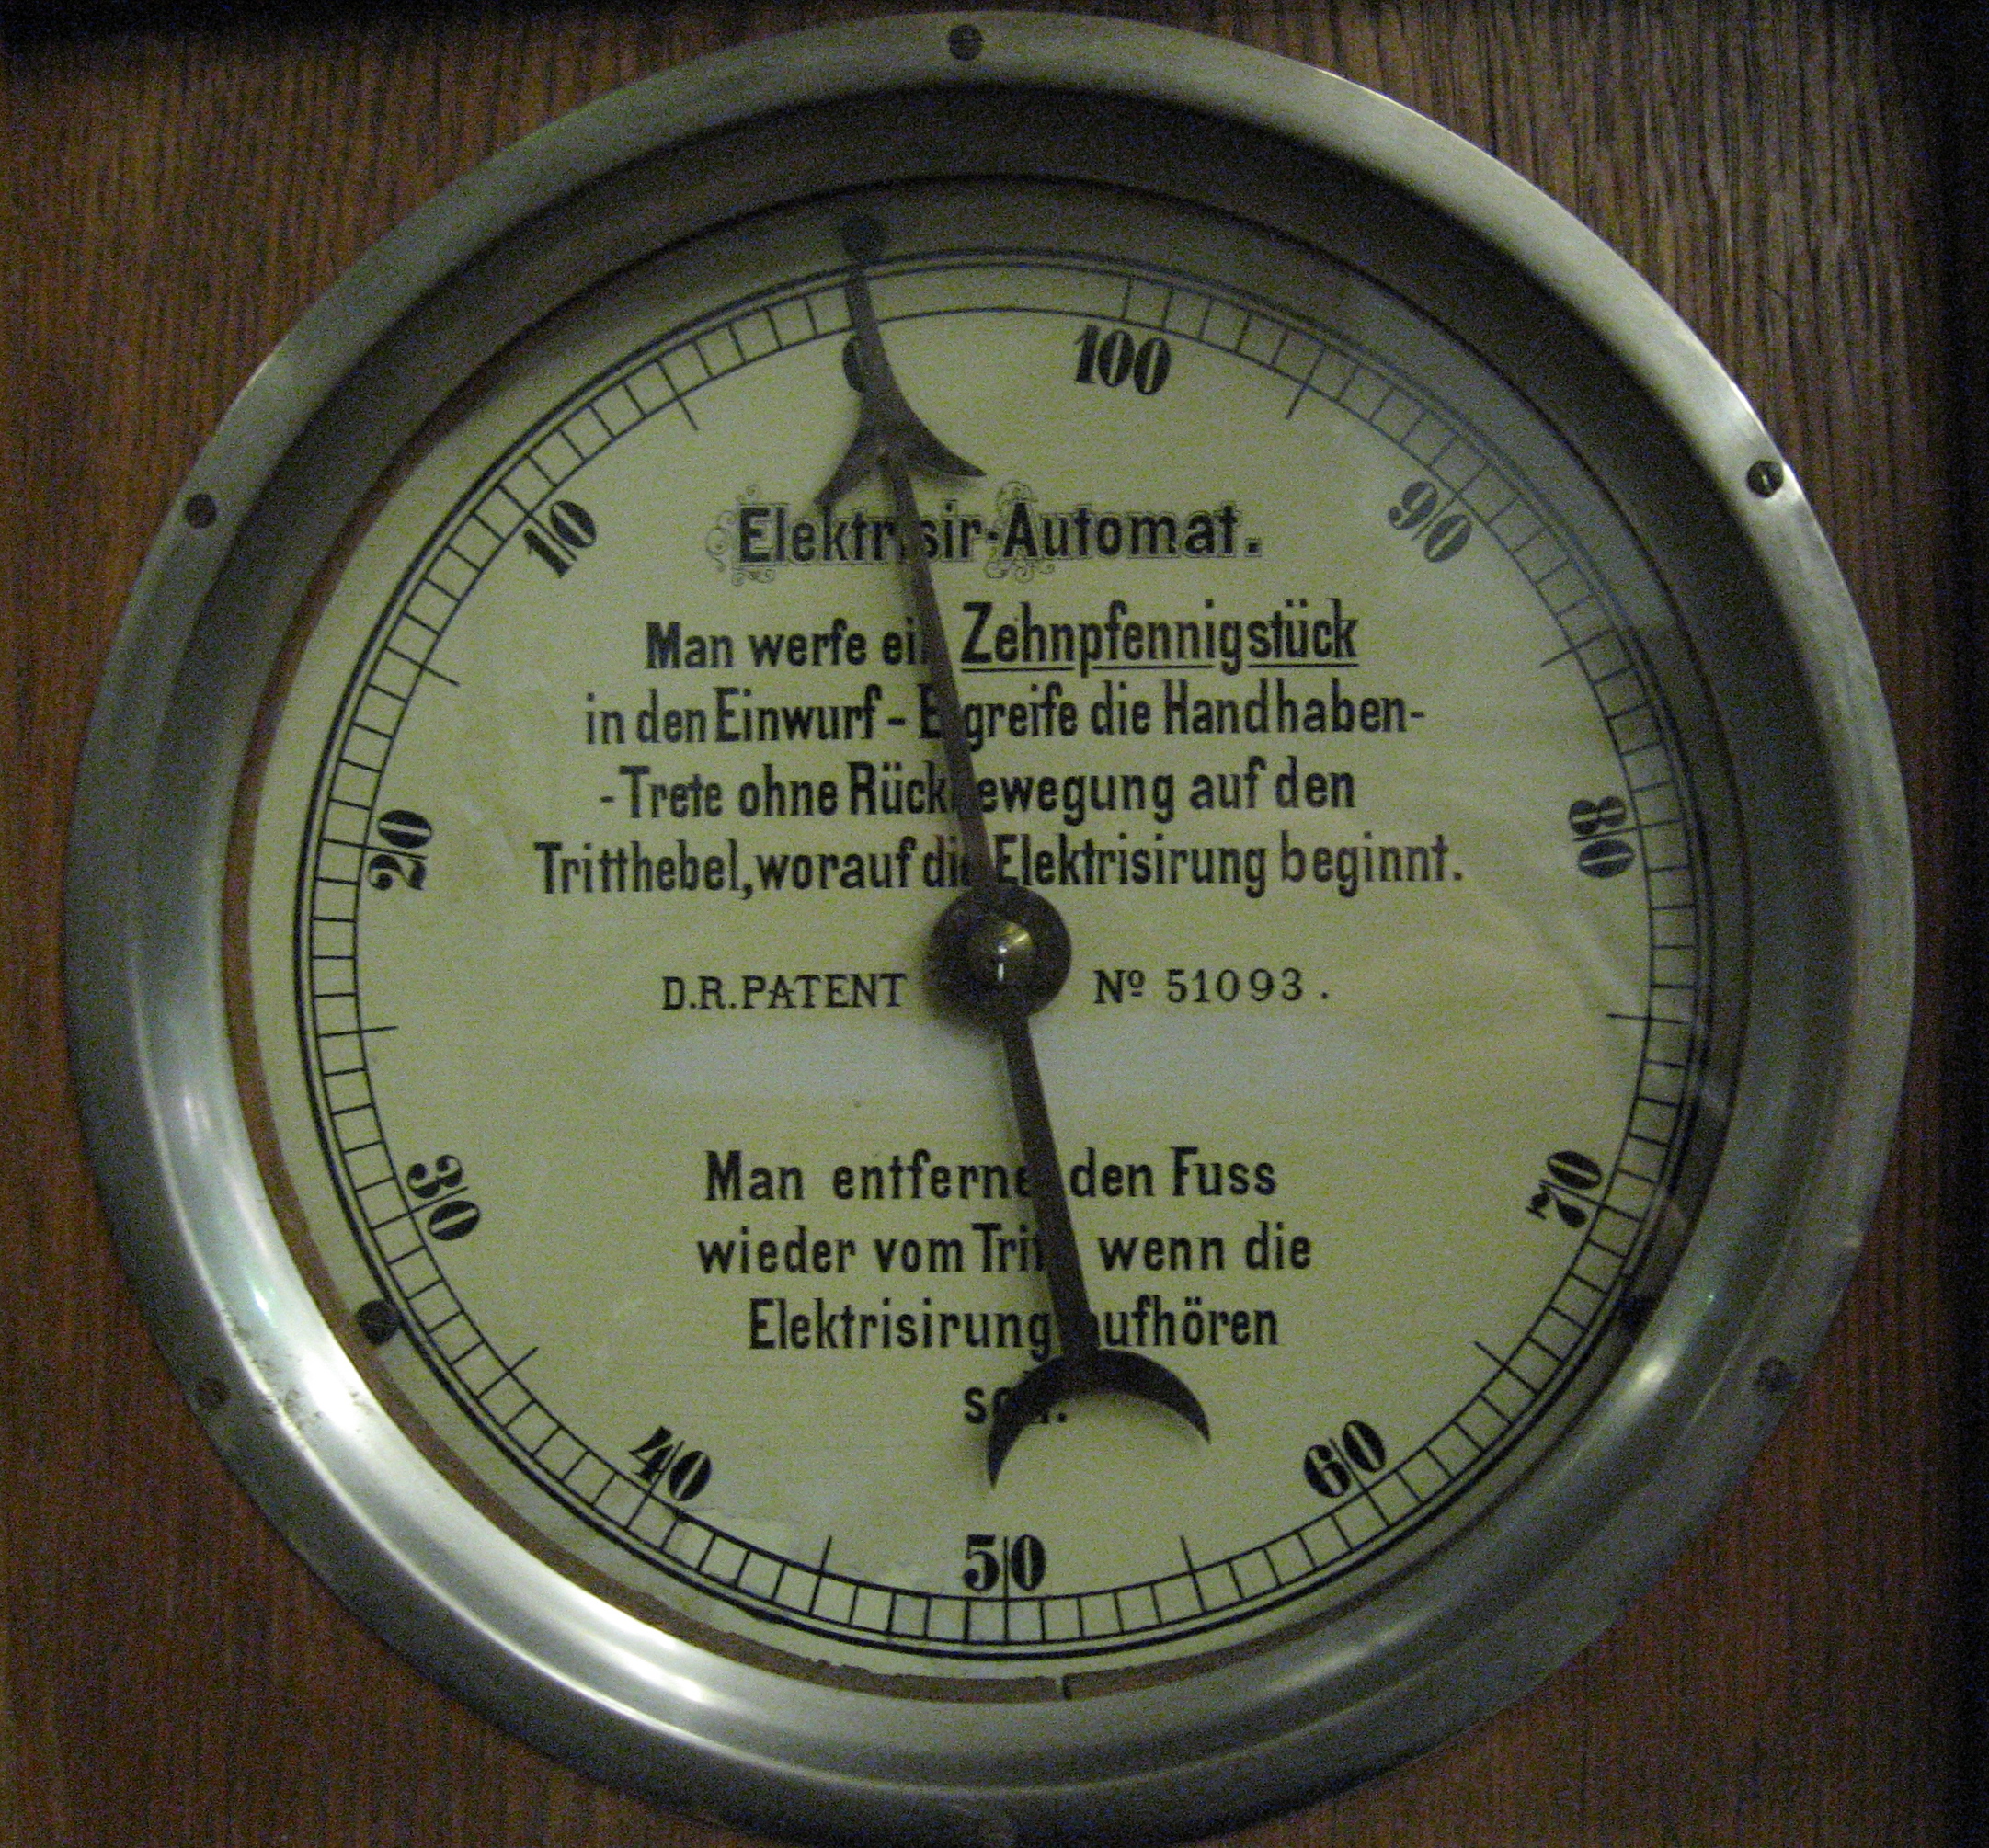 0
100
10
90
Elektrisir-Automat.
Man werfe ein Zehnpfennigstück
in den Einwurf - Ergreife die Handhaben-
- Trete ohne Rückbewegung auf den
Tritthebel, worauf die Elektrisirung beginnt.
20
80
D.R. PATENT Nº 51093.
30
70
Man entferne den Fuss
wieder vom Tritt wenn die
Elektrisirung aufhören
soll.
40
60
50